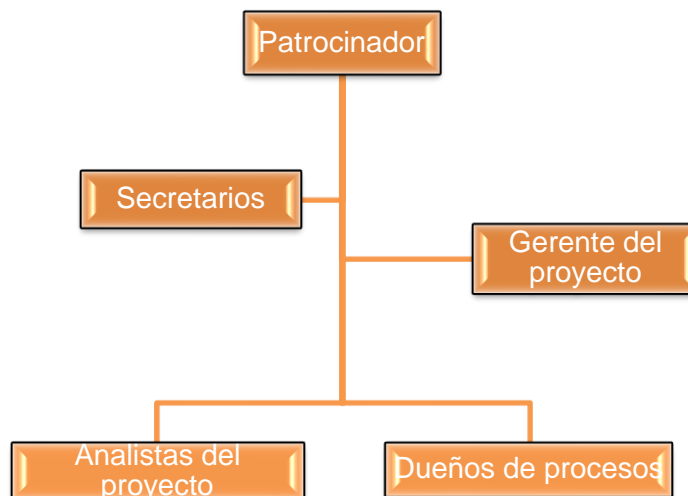 Patrocinador
Secretarios
Gerente del
proyecto
Analistas del
proyecto
Dueños de procesos